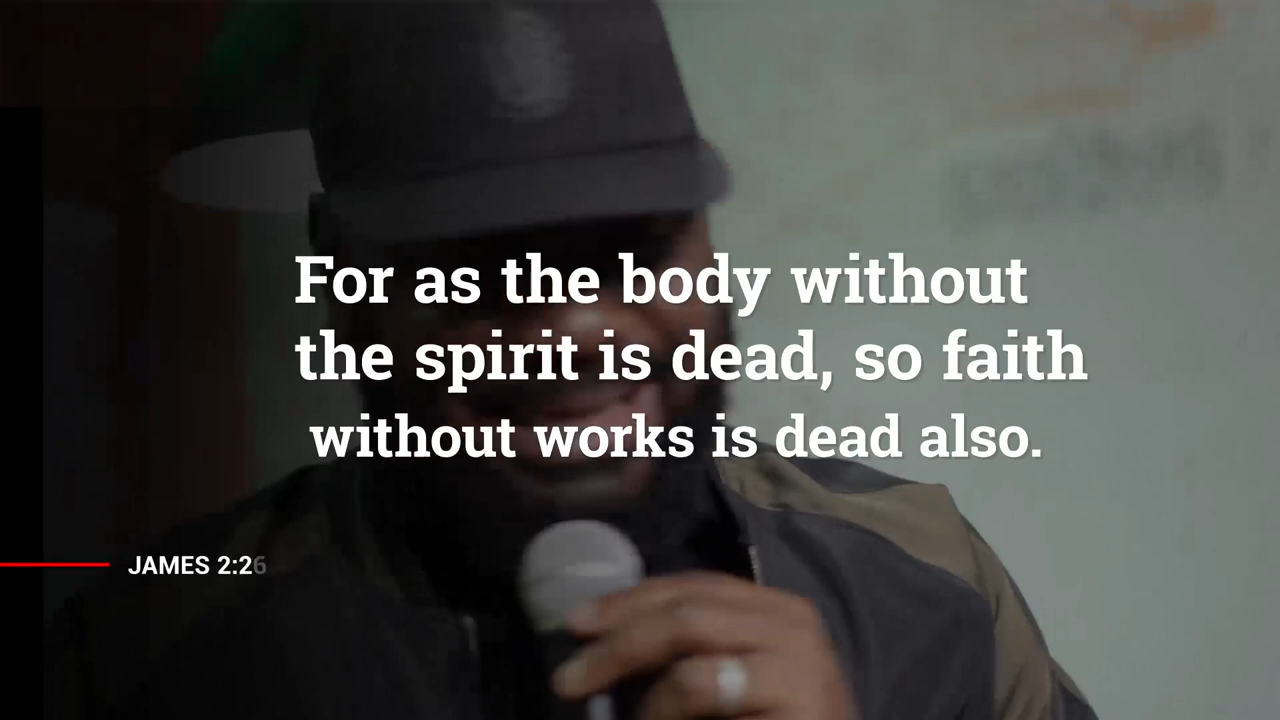 For as the body without
the spirit is dead, so faith
without works is dead also.
JAMES 2:26